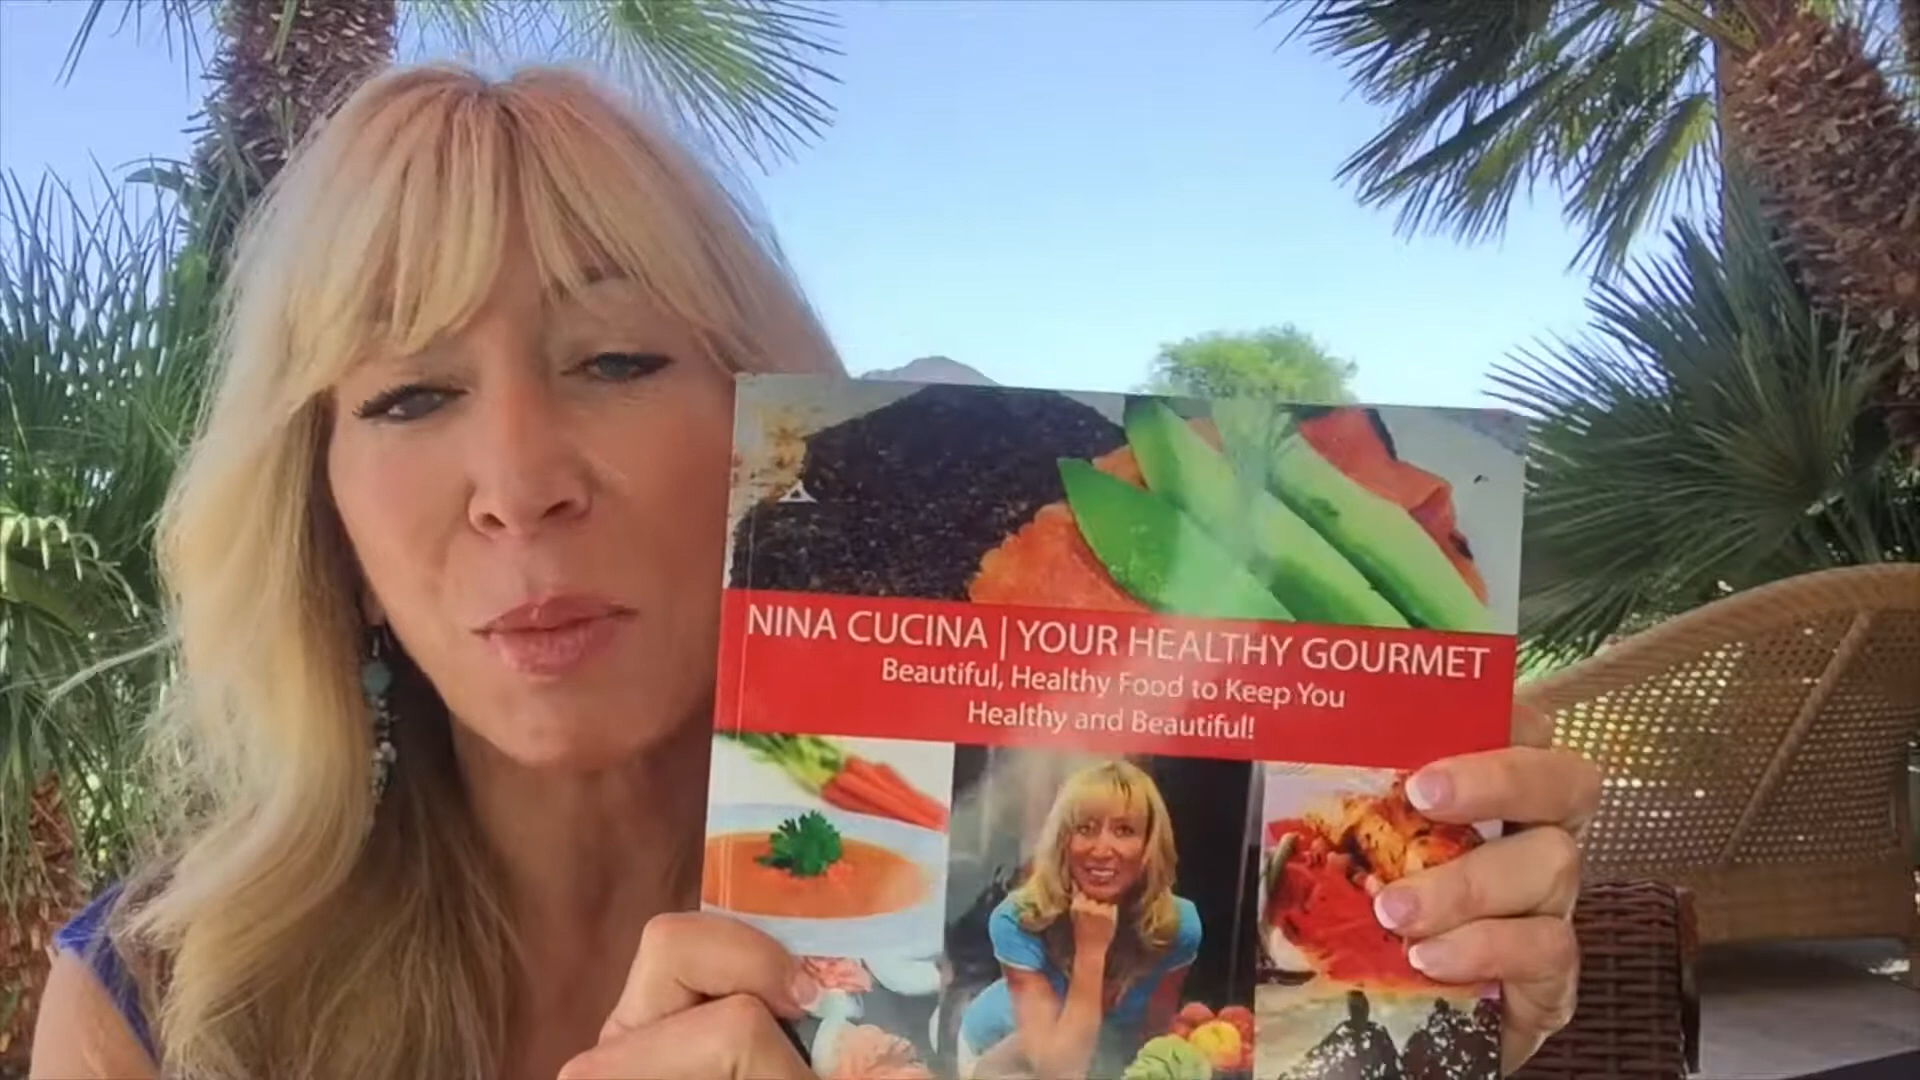 NINA CUCINA | YOUR HEALTHY GOURMET
Beautiful, Healthy Food to Keep You
Healthy and Beautiful!